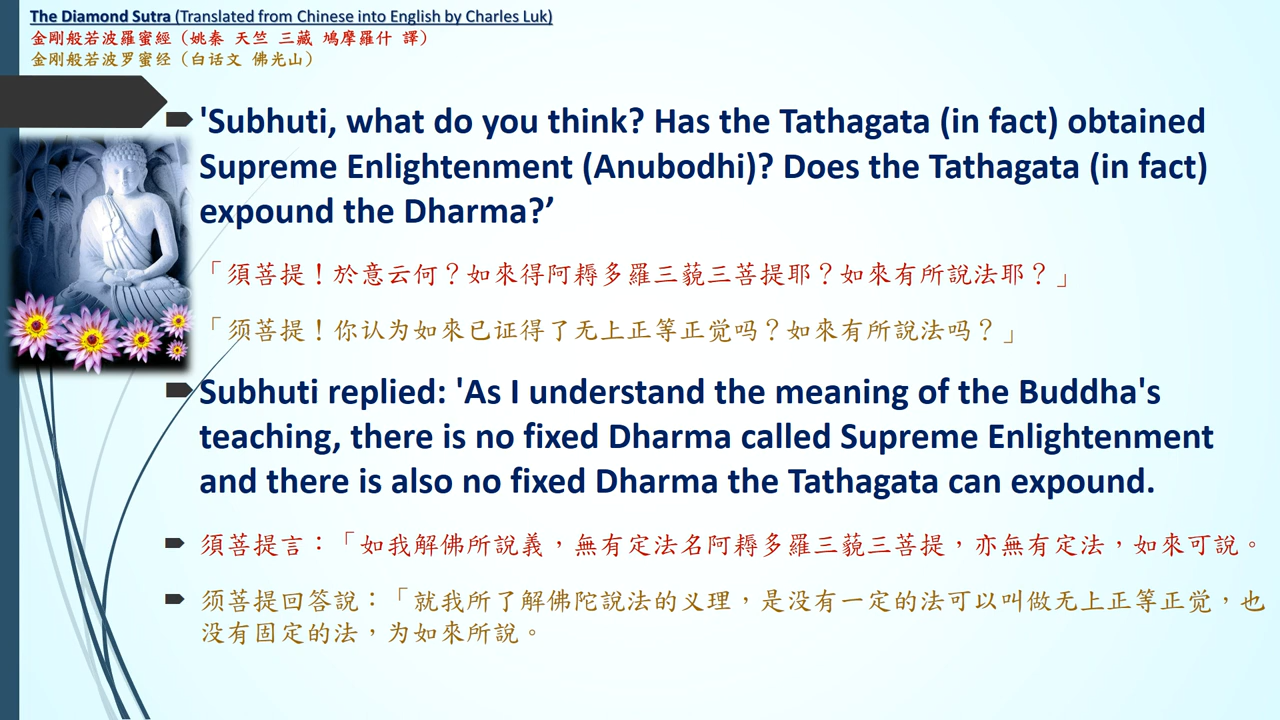 The Diamond Sutra (Translated from Chinese into English by Charles Luk)
金剛般若波羅蜜經（姚秦 天竺 三藏 鳩摩羅什 譯）
金剛般若波罗蜜经（白话文 佛光山）
'Subhuti, what do you think? Has the Tathagata (in fact) obtained
Supreme Enlightenment (Anubodhi)? Does the Tathagata (in fact)
expound the Dharma?’
「須菩提！於意云何？如來得阿耨多羅三藐三菩提耶？如來有所說法耶？」
「须菩提！你认为如來已证得了无上正等正觉吗？如來有所說法吗？」
Subhuti replied: 'As I understand the meaning of the Buddha's
teaching, there is no fixed Dharma called Supreme Enlightenment
and there is also no fixed Dharma the Tathagata can expound.
須菩提言：「如我解佛所說義，無有定法名阿耨多羅三藐三菩提，亦無有定法，如來可說。
须菩提回答說：「就我所了解佛陀說法的义理，是没有一定的法可以叫做无上正等正觉，也
没有固定的法，为如來所說。